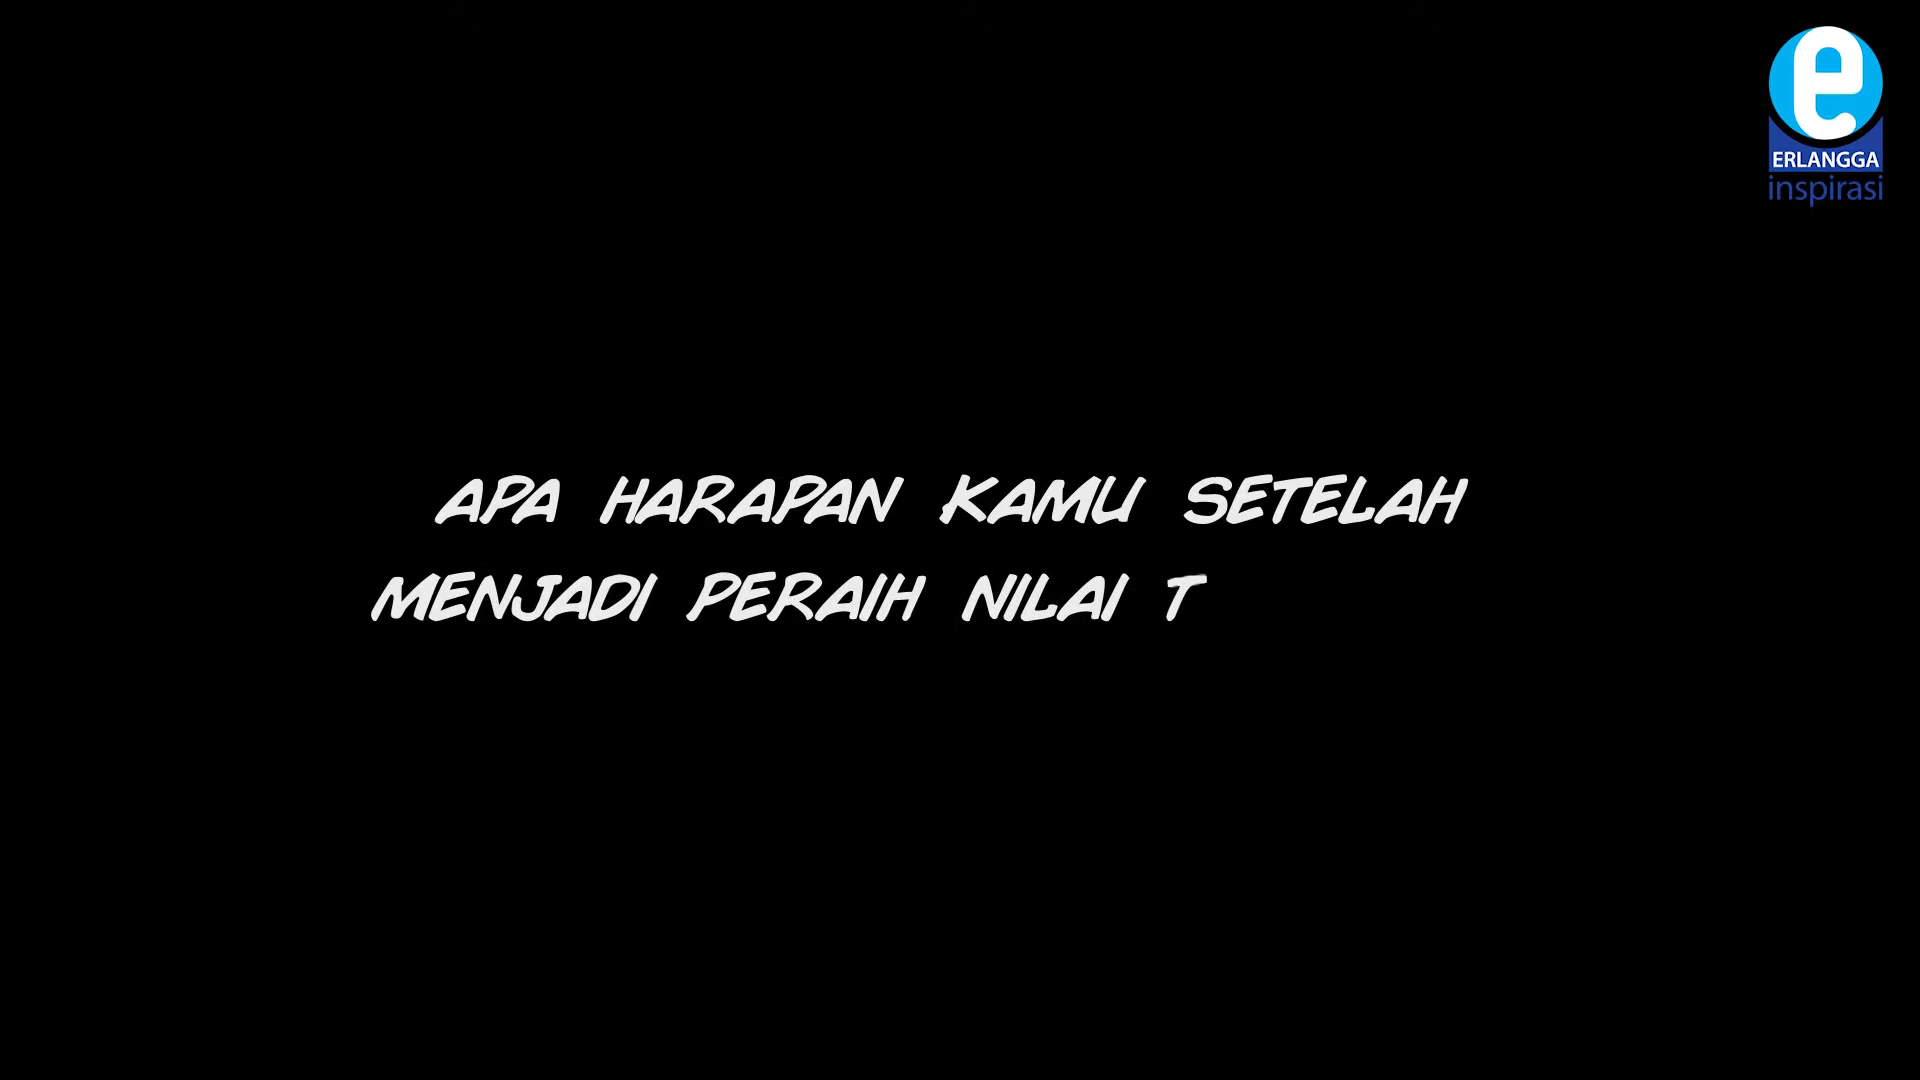 e
ERLANGGA
inspirasi
APA HARAPAN KAMU SETELAH
MENJADI PERAIH NILAI T